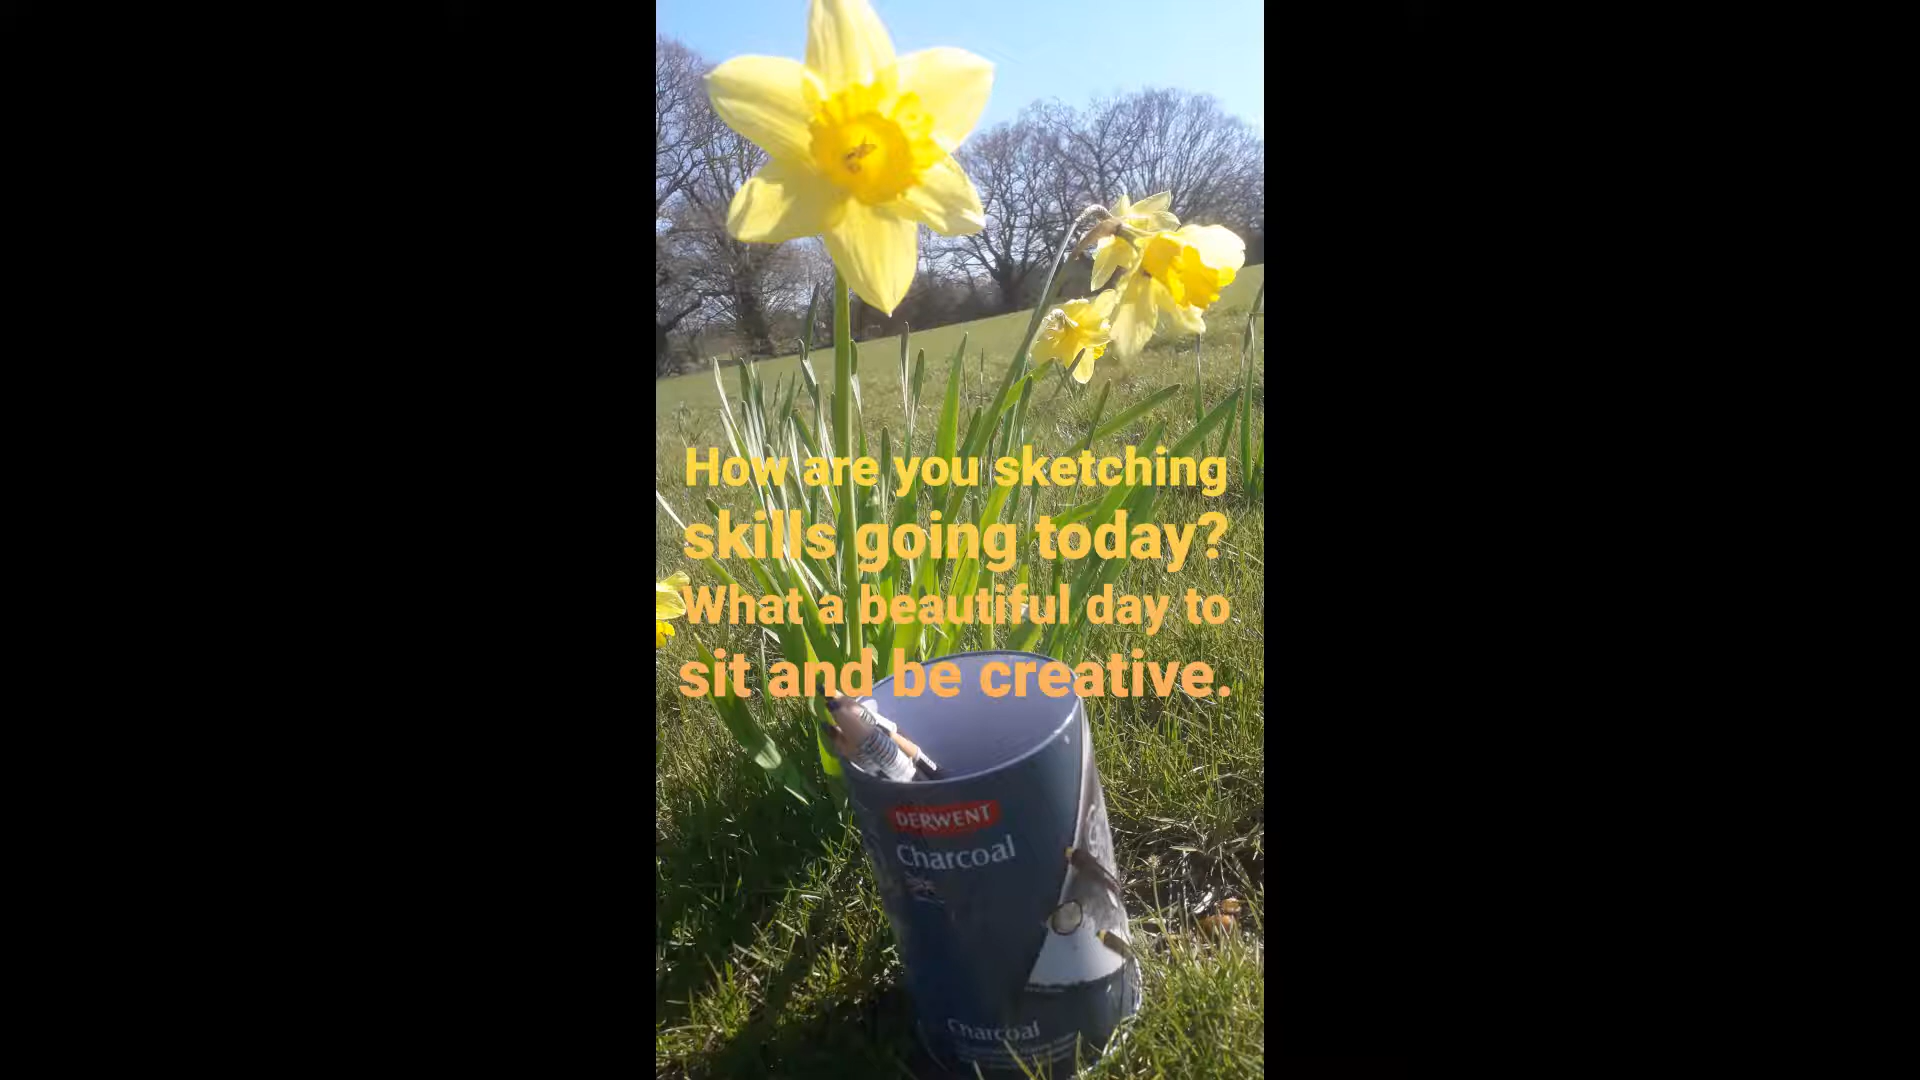 How are you sketching
skills going today?
What a beautiful day to
sit and be creative.
DERWENT
Charcoal
Charcoal